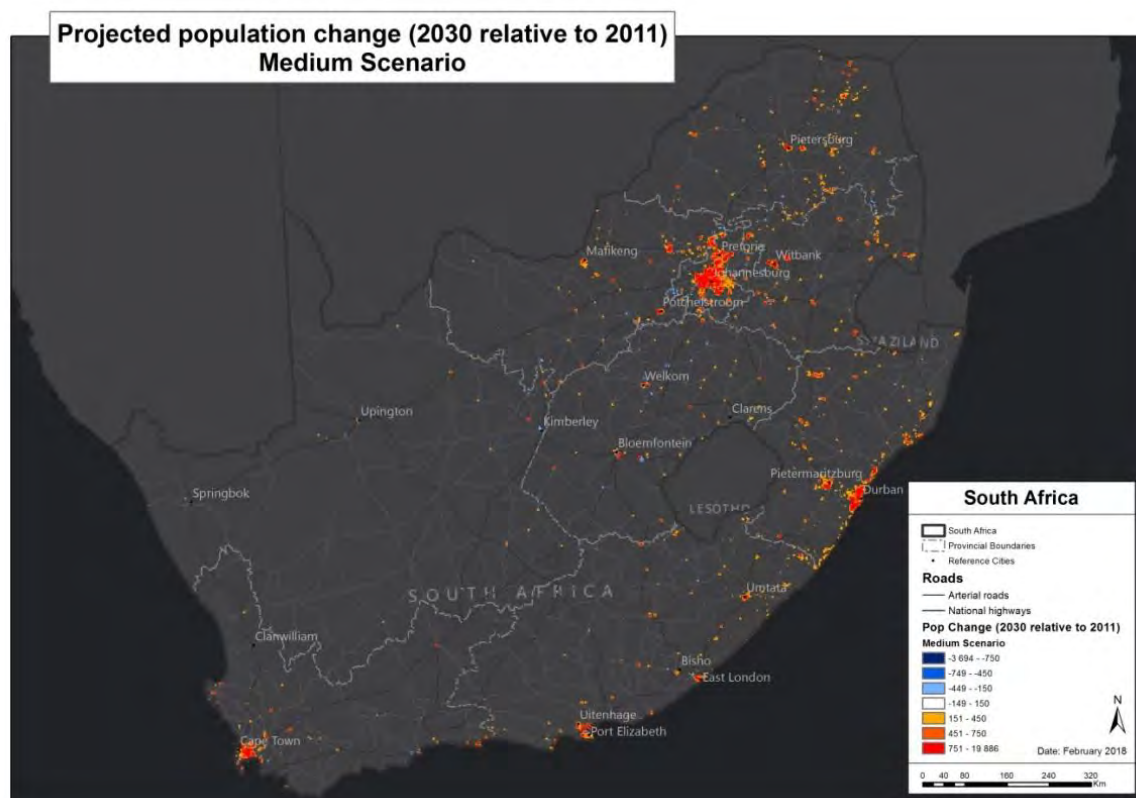 Projected population change (2030 relative to 2011)
Medium Scenario
Pietersburg
Mafikeng
Pretoria
Witbank
Johannesburg
Potchefstroom
SWAZILAND
Welkom
Upington
Kimberley
Clarens
Bloemfontein
Springbok
Pietermaritzburg
Durban
LESOTHO
SOUTH AFRICA
Umtata
Clanwilliam
Bisho
East London
Uitenhage
Port Elizabeth
Cape Town
South Africa
South Africa
Provincial Boundaries
Reference Cities
Roads
Arterial roads
National highways
Pop Change (2030 relative to 2011)
Medium Scenario
-3 694 - -750
-749 - -450
-449 - -150
-149 - 150
151 - 450
451 - 750
751 - 19 886
N
Date: February 2018
0 40 80 160 240 320
Km